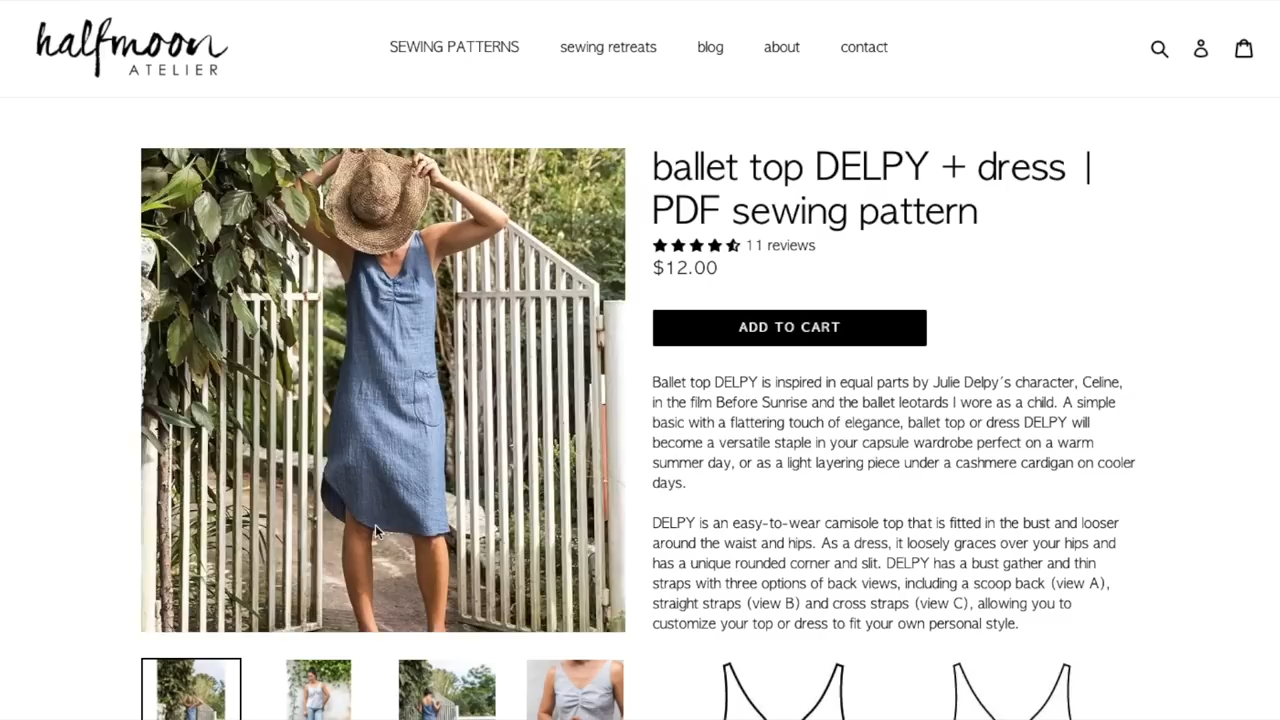 halfmoon
ATELIER
SEWING PATTERNS sewing retreats blog about contact
ballet top DELPY + dress |
PDF sewing pattern
11 reviews
$12.00
ADD TO CART
Ballet top DELPY is inspired in equal parts by Julie Delpy's character, Celine,
in the film Before Sunrise and the ballet leotards I wore as a child. A simple
basic with a flattering touch of elegance, ballet top or dress DELPY will
become a versatile staple in your capsule wardrobe perfect on a warm
summer day, or as a light layering piece under a cashmere cardigan on cooler
days.
DELPY is an easy-to-wear camisole top that is fitted in the bust and looser
around the waist and hips. As a dress, it loosely graces over your hips and
has a unique rounded corner and slit. DELPY has a bust gather and thin
straps with three options of back views, including a scoop back (view A),
straight straps (view B) and cross straps (view C), allowing you to
customize your top or dress to fit your own personal style.